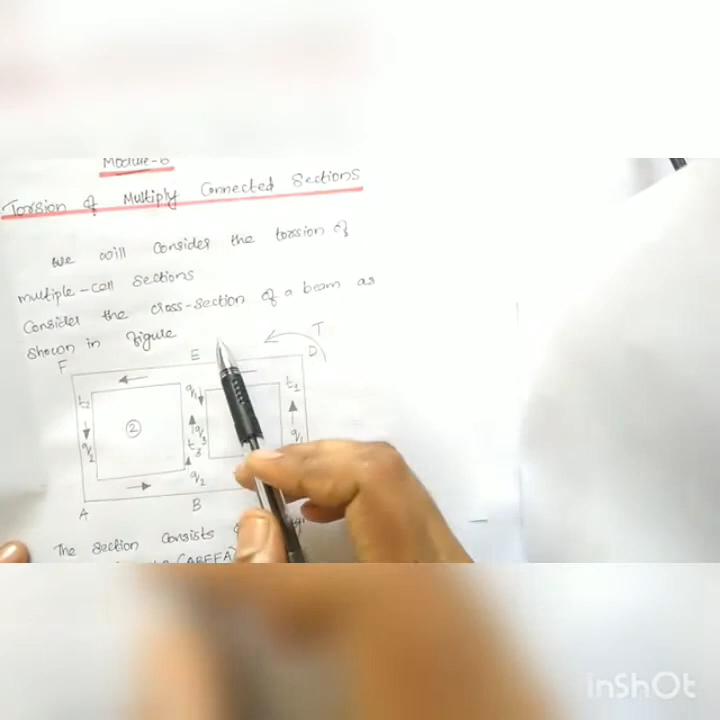 Module-6
Torsion of Multiply Connected Sections
We will consider the torsion of
multiple-cell sections
Consider the cross-section of a beam as
shown in figure
T
F E D
t2 q1 t1
2 q3
q2 t3 q1
q2
A B
The section consists
(ABEFA)
InShOt